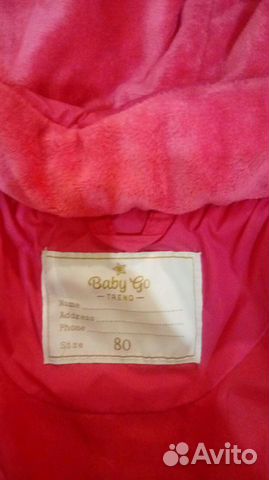 Baby Go
TREND
Name
Address
Phone
Size 80
Avito